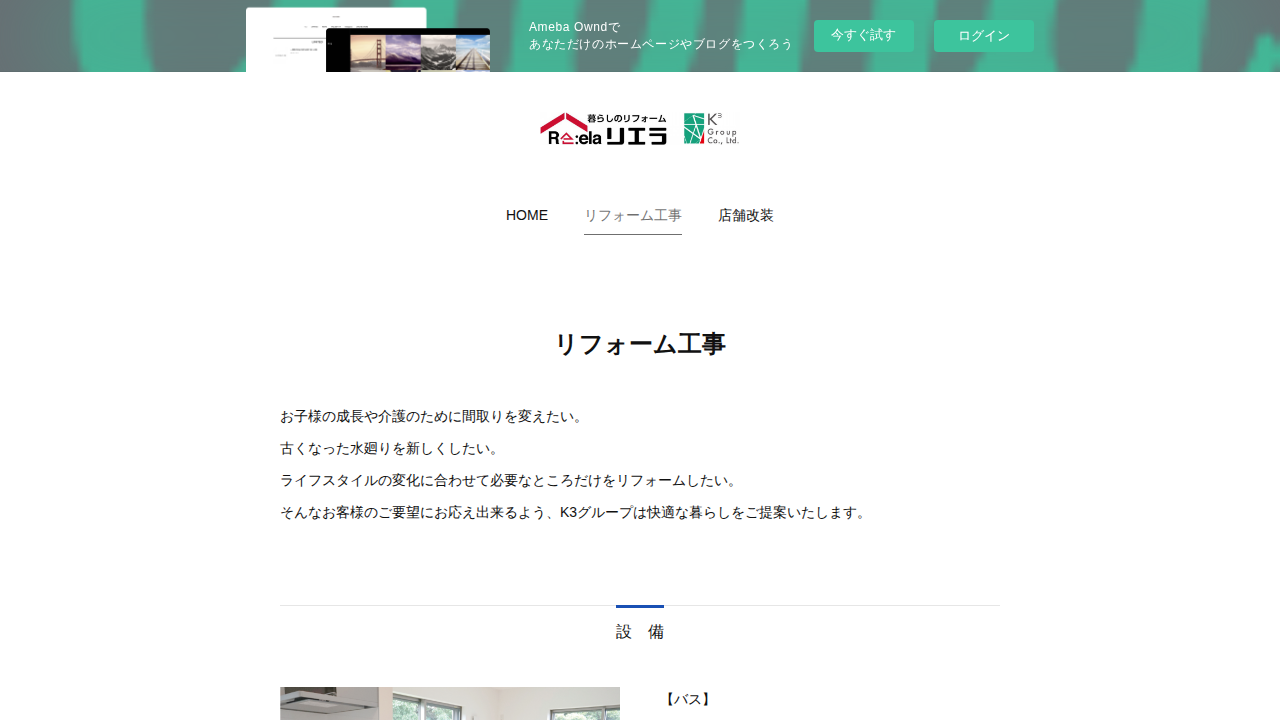 Ameba Owndで
あなただけのホームページやブログをつくろう
今すぐ試す
ログイン
暮らしのリフォーム
Re:ela リエラ
K3
Group
Co., Ltd.
HOME
リフォーム工事
店舗改装
リフォーム工事
お子様の成長や介護のために間取りを変えたい。
古くなった水廻りを新しくしたい。
ライフスタイルの変化に合わせて必要なところだけをリフォームしたい。
そんなお客様のご要望にお応え出来るよう、K3グループは快適な暮らしをご提案いたします。
設　備
【バス】